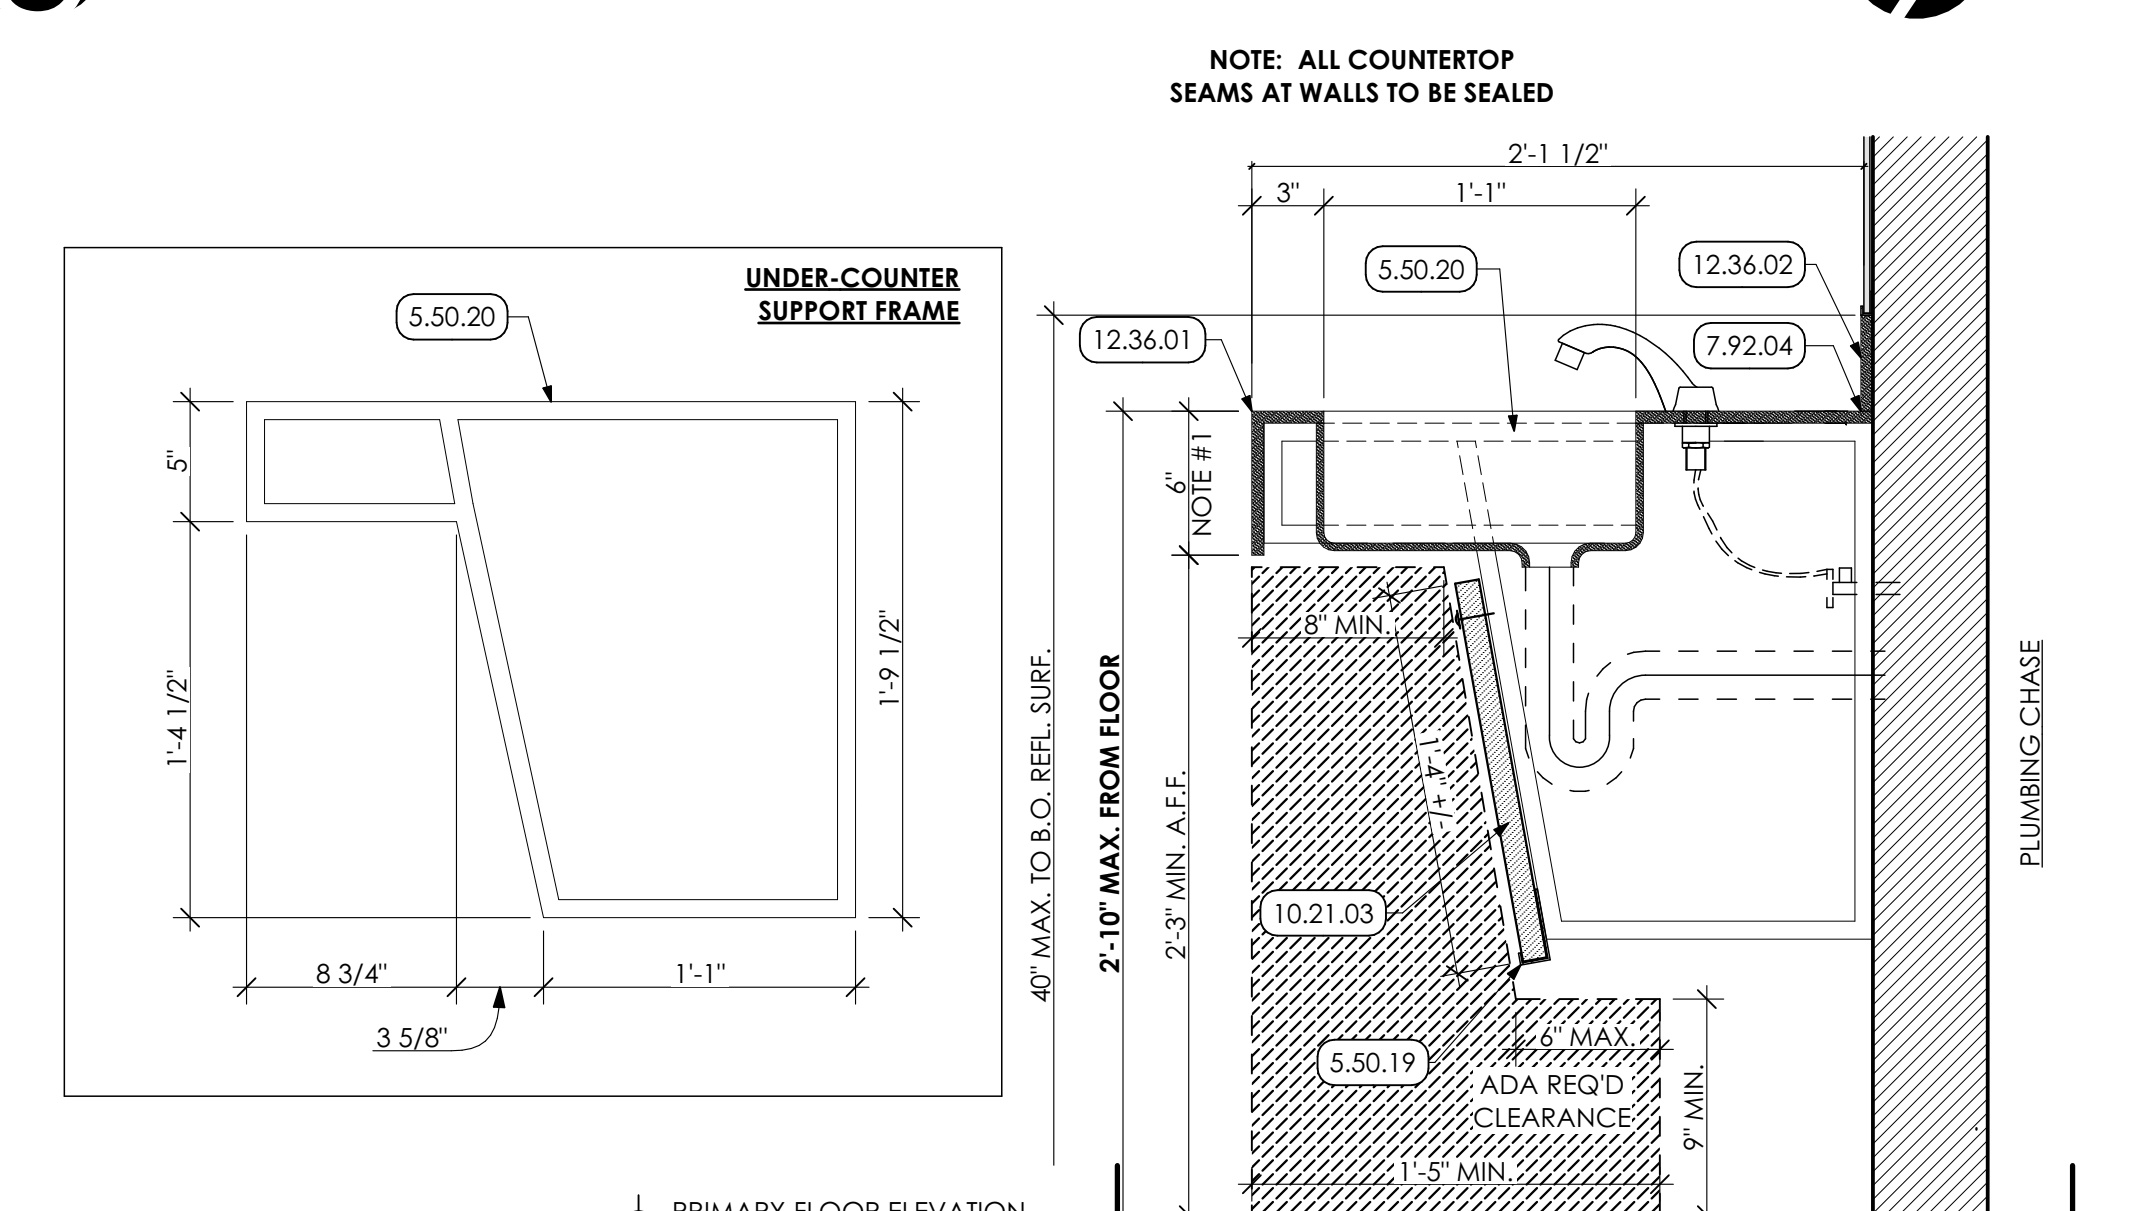 NOTE: ALL COUNTERTOP
SEAMS AT WALLS TO BE SEALED
2'-1 1/2"
3"
1'-1"
UNDER-COUNTER
SUPPORT FRAME
5.50.20
5"
1'-4 1/2"
1'-9 1/2"
8 3/4"
1'-1"
3 5/8"
5.50.20
12.36.02
12.36.01
7.92.04
6"
NOTE #1
40" MAX. TO B.O. REFL. SURF.
2'-10" MAX. FROM FLOOR
2'-3" MIN. A.F.F.
8" MIN.
1'-4" +/-
10.21.03
5.50.19
6" MAX.
ADA REQ'D
CLEARANCE
9" MIN.
1'-5" MIN.
PLUMBING CHASE
PRIMARY FLOOR ELEVATION